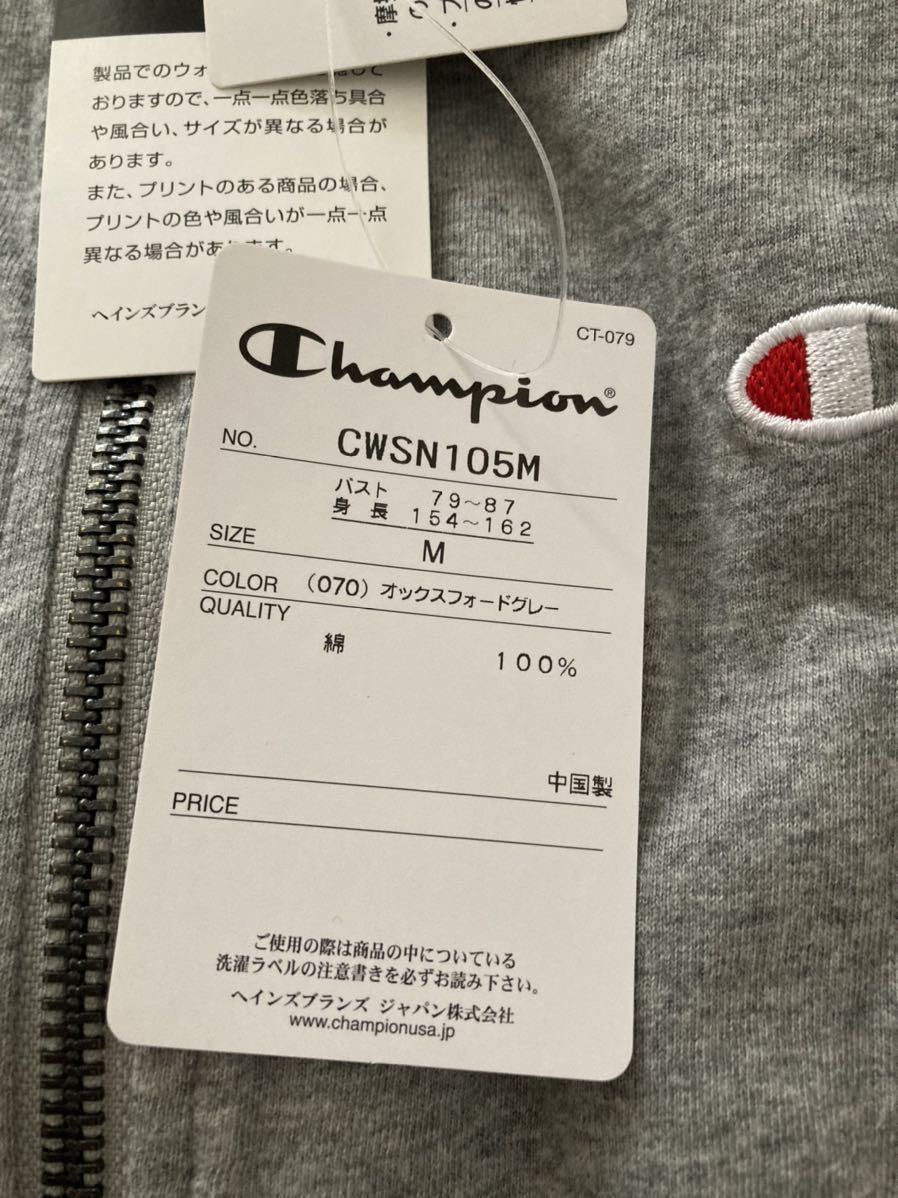 製品でのウォ
おりますので、一点一点色落ち具合
や風合い、サイズが異なる場合が
あります。
また、プリントのある商品の場合、
プリントの色や風合いが一点一点
異なる場合があります。
ヘインズブラン
CT-079
Champion®
NO. CWSN105M
バスト 79～87
身長 154～162
SIZE M
COLOR (070) オックスフォードグレー
QUALITY
綿 100%
中国製
PRICE
ご使用の際は商品の中についている
洗濯ラベルの注意書きを必ずお読み下さい。
ヘインズブランズ ジャパン株式会社
www.championusa.jp